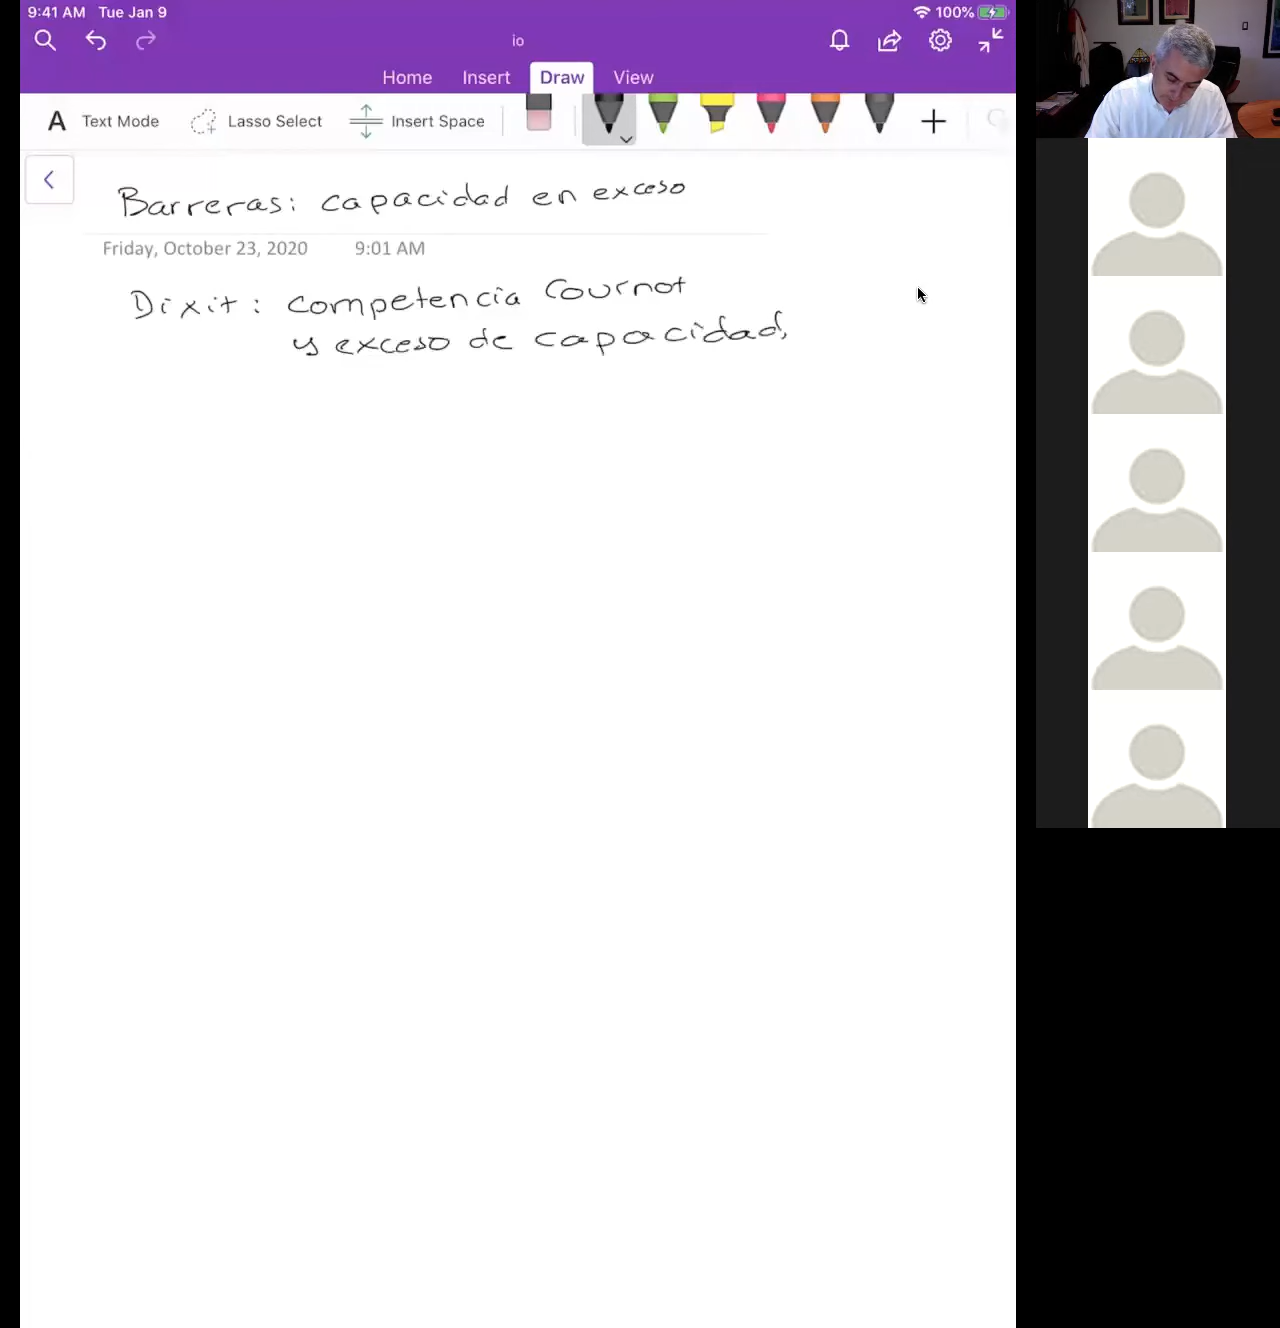 9:41 AM Tue Jan 9
100%
io
Home Insert Draw View
A Text Mode Lasso Select Insert Space
Barreras: capacidad en exceso
Friday, October 23, 2020 9:01 AM
Dixit: competencia Cournot
y exceso de capacidad.